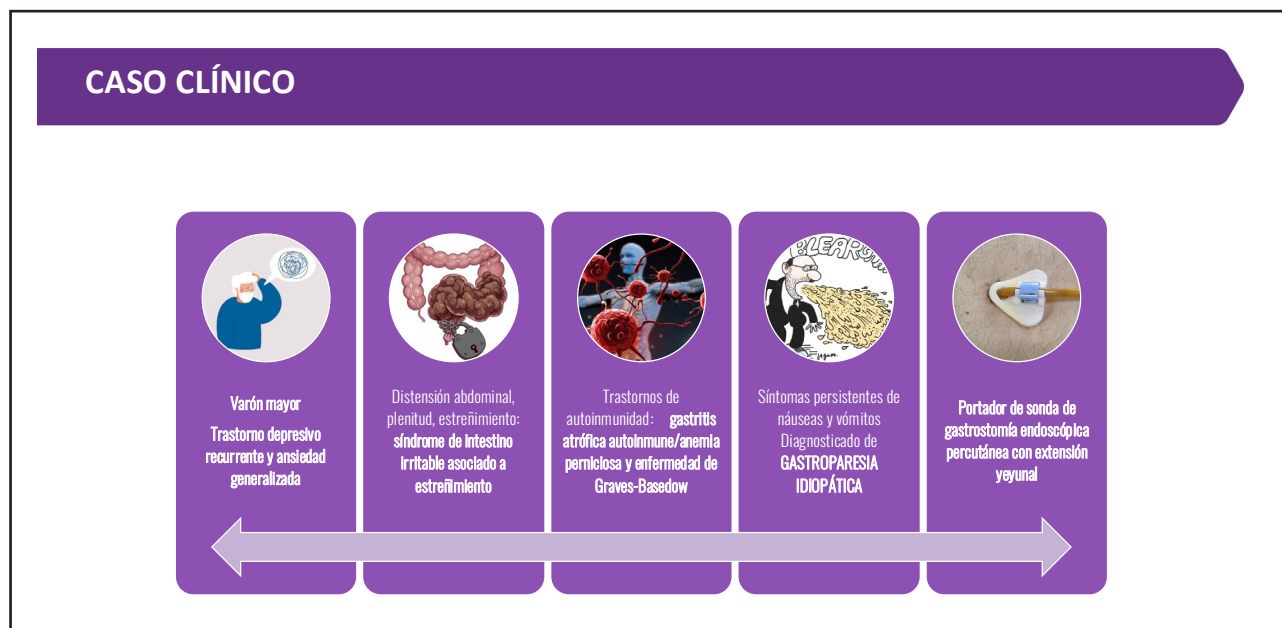 CASO CLÍNICO
Varón mayor
Trastorno depresivo
recurrente y ansiedad
generalizada
Distensión abdominal,
plenitud, estreñimiento:
síndrome de intestino
irritable asociado a
estreñimiento
Trastornos de
autoinmunidad: gastritis
atrófica autoinmune/anemia
perniciosa y enfermedad de
Graves-Basedow
Síntomas persistentes de
náuseas y vómitos
Diagnosticado de
GASTROPARESIA
IDIOPÁTICA
Portador de sonda de
gastrostomía endoscópica
percutánea con extensión
yeyunal